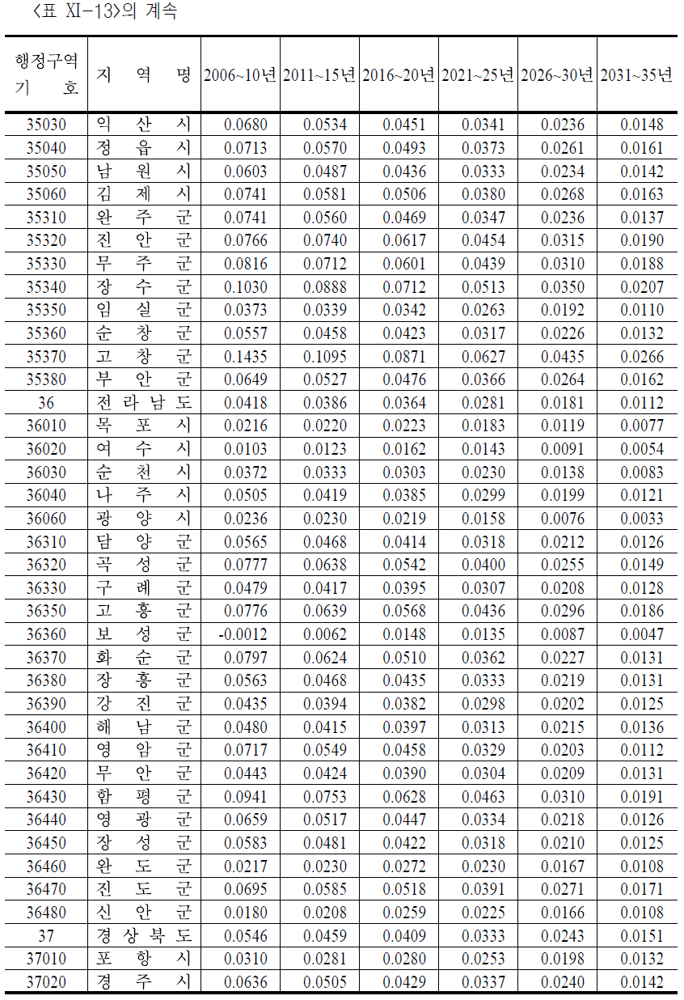 <표 XI-13>의 계속
행정구역 기 호 지 역 명 2006~10년 2011~15년 2016~20년 2021~25년 2026~30년 2031~35년
35030 익 산 시 0.0680 0.0534 0.0451 0.0341 0.0236 0.0148
35040 정 읍 시 0.0713 0.0570 0.0493 0.0373 0.0261 0.0161
35050 남 원 시 0.0603 0.0487 0.0436 0.0333 0.0234 0.0142
35060 김 제 시 0.0741 0.0581 0.0506 0.0380 0.0268 0.0163
35310 완 주 군 0.0741 0.0560 0.0469 0.0347 0.0236 0.0137
35320 진 안 군 0.0766 0.0740 0.0617 0.0454 0.0315 0.0190
35330 무 주 군 0.0816 0.0712 0.0601 0.0439 0.0310 0.0188
35340 장 수 군 0.1030 0.0888 0.0712 0.0513 0.0350 0.0207
35350 임 실 군 0.0373 0.0339 0.0342 0.0263 0.0192 0.0110
35360 순 창 군 0.0557 0.0458 0.0423 0.0317 0.0226 0.0132
35370 고 창 군 0.1435 0.1095 0.0871 0.0627 0.0435 0.0266
35380 부 안 군 0.0649 0.0527 0.0476 0.0366 0.0264 0.0162
36 전 라 남 도 0.0418 0.0386 0.0364 0.0281 0.0181 0.0112
36010 목 포 시 0.0216 0.0220 0.0223 0.0183 0.0119 0.0077
36020 여 수 시 0.0103 0.0123 0.0162 0.0143 0.0091 0.0054
36030 순 천 시 0.0372 0.0333 0.0303 0.0230 0.0138 0.0083
36040 나 주 시 0.0505 0.0419 0.0385 0.0299 0.0199 0.0121
36060 광 양 시 0.0236 0.0230 0.0219 0.0158 0.0076 0.0033
36310 담 양 군 0.0565 0.0468 0.0414 0.0318 0.0212 0.0126
36320 곡 성 군 0.0777 0.0638 0.0542 0.0400 0.0255 0.0149
36330 구 례 군 0.0479 0.0417 0.0395 0.0307 0.0208 0.0128
36350 고 흥 군 0.0776 0.0639 0.0568 0.0436 0.0296 0.0186
36360 보 성 군 -0.0012 0.0062 0.0148 0.0135 0.0087 0.0047
36370 화 순 군 0.0797 0.0624 0.0510 0.0362 0.0227 0.0131
36380 장 흥 군 0.0563 0.0468 0.0435 0.0333 0.0219 0.0131
36390 강 진 군 0.0435 0.0394 0.0382 0.0298 0.0202 0.0125
36400 해 남 군 0.0480 0.0415 0.0397 0.0313 0.0215 0.0136
36410 영 암 군 0.0717 0.0549 0.0458 0.0329 0.0203 0.0112
36420 무 안 군 0.0443 0.0424 0.0390 0.0304 0.0209 0.0131
36430 함 평 군 0.0941 0.0753 0.0628 0.0463 0.0310 0.0191
36440 영 광 군 0.0659 0.0517 0.0447 0.0334 0.0218 0.0126
36450 장 성 군 0.0583 0.0481 0.0422 0.0318 0.0210 0.0125
36460 완 도 군 0.0217 0.0230 0.0272 0.0230 0.0167 0.0108
36470 진 도 군 0.0695 0.0585 0.0518 0.0391 0.0271 0.0171
36480 신 안 군 0.0180 0.0208 0.0259 0.0225 0.0166 0.0108
37 경 상 북 도 0.0546 0.0459 0.0409 0.0333 0.0243 0.0151
37010 포 항 시 0.0310 0.0281 0.0280 0.0253 0.0198 0.0132
37020 경 주 시 0.0636 0.0505 0.0429 0.0337 0.0240 0.0142